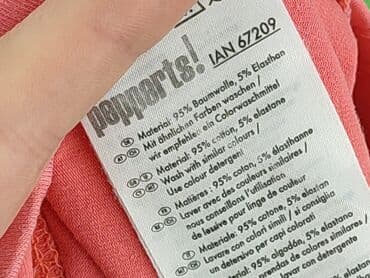 pepperts!
IAN 67209
Material: 95% Baumwolle, 5% Elasthan
Mit ähnlichen Farben waschen /
wir empfehlen ein Colorwaschmittel
Material: 95% cotton, 5% elastane
Wash with similar colours /
Use colour detergent
Matières: 95% cotone, 5% élasthanne
Laver avec des couleurs similaires /
nous conseillons l'utilisation
de lessive pour linge de couleur
Materiale: 95% cotone, 5% elastan
Lavare con colori simili / si consiglia
un detersivo per capi colorati
95% algodón, 5% elastano
prendas de colores similares /
con detergente